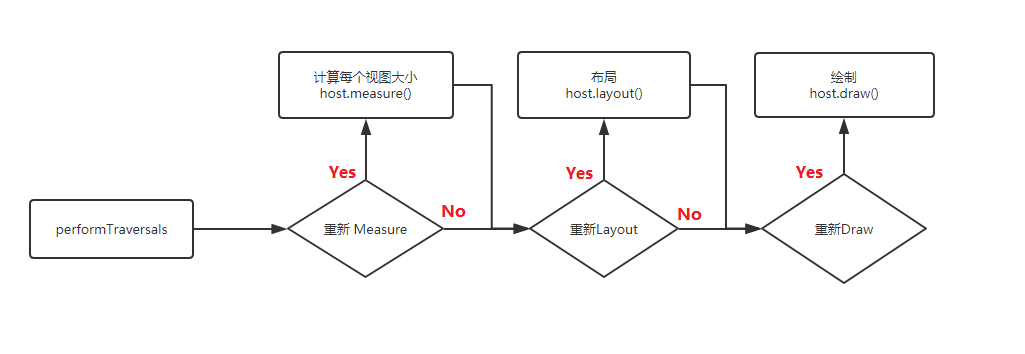 计算每个视图大小
host.measure()
布局
host.layout()
绘制
host.draw()
Yes
Yes
Yes
performTraversals
重新 Measure
No
重新Layout
No
重新Draw